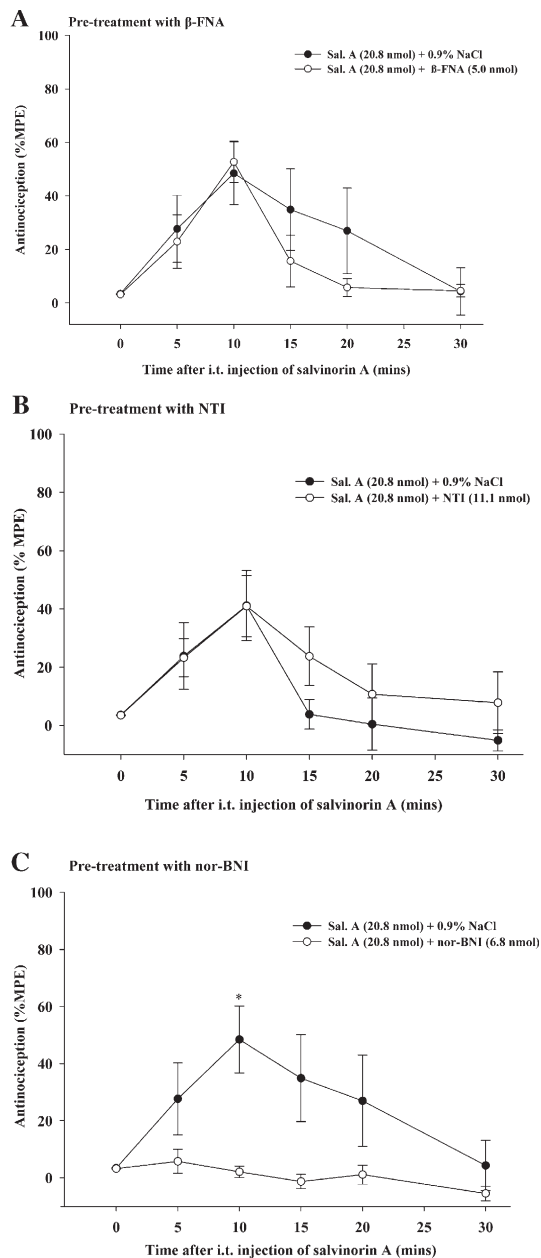 A
Pre-treatment with β-FNA
100
80
60
40
20
0
Antinociception (%MPE)
Sal. A (20.8 nmol) + 0.9% NaCl
Sal. A (20.8 nmol) + ß-FNA (5.0 nmol)
0 5 10 15 20 25 30
Time after i.t. injection of salvinorin A (mins)
B
Pre-treatment with NTI
100
80
60
40
20
0
Antinociception (% MPE)
Sal. A (20.8 nmol) + 0.9% NaCl
Sal. A (20.8 nmol) + NTI (11.1 nmol)
0 5 10 15 20 25 30
Time after i.t. injection of salvinorin A (mins)
C
Pre-treatment with nor-BNI
100
80
60
40
20
0
Antinociception (%MPE)
Sal. A (20.8 nmol) + 0.9% NaCl
Sal. A (20.8 nmol) + nor-BNI (6.8 nmol)
*
0 5 10 15 20 25 30
Time after i.t. injection of salvinorin A (mins)